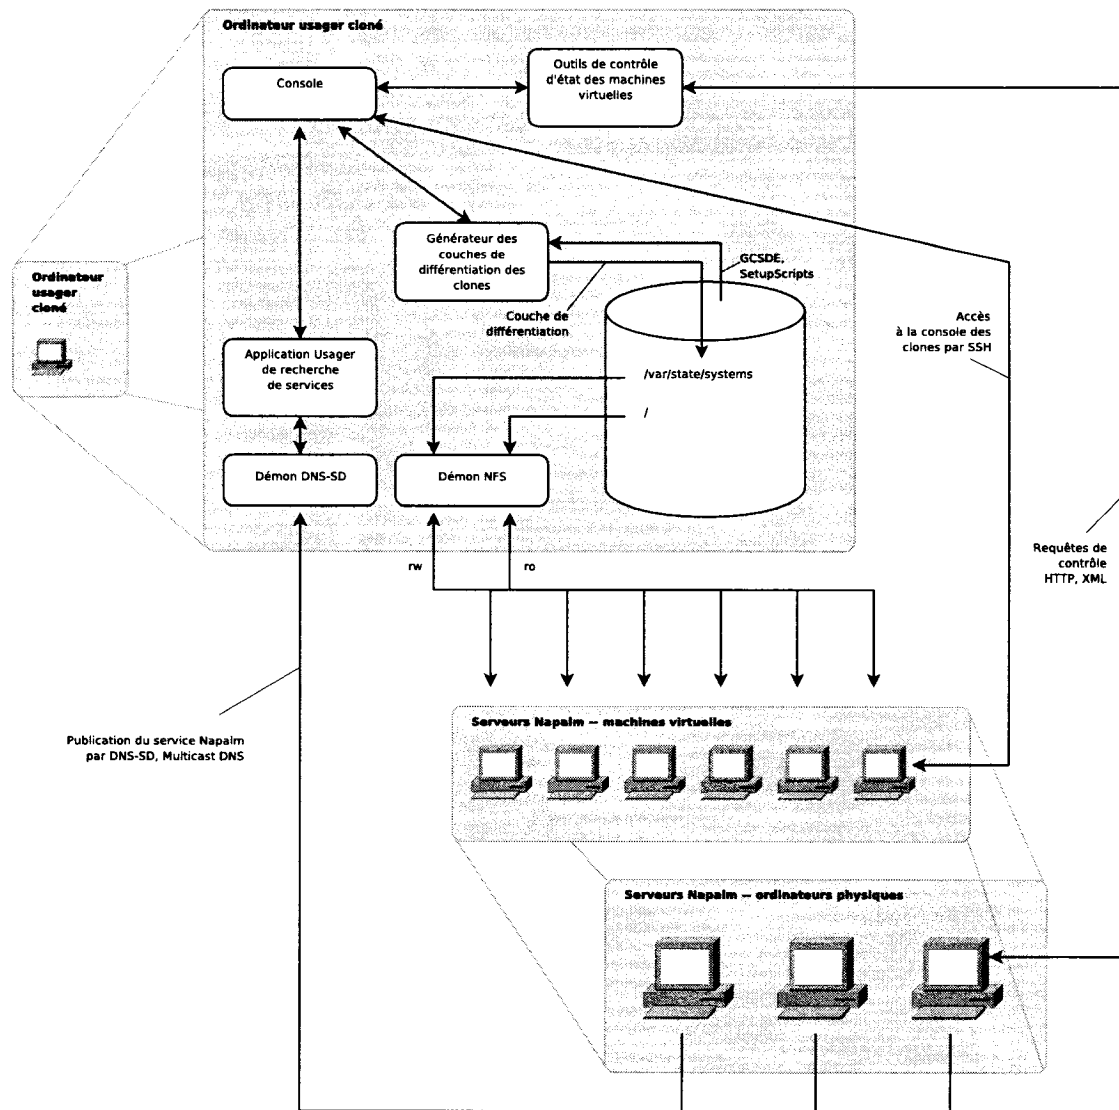 Ordinateur usager cloné
Console
Outils de contrôle
d'état des machines
virtuelles
Générateur des
couches de
différentiation des
clones
GCSDE,
SetupScripts
Ordinateur
usager
cloné
Couche de
différentiation
Accès
à la console des
clones par SSH
Application Usager
de recherche
de services
/var/state/systems
/
Démon DNS-SD
Démon NFS
rw
ro
Requêtes de
contrôle
HTTP, XML
Publication du service Napalm
par DNS-SD, Multicast DNS
Serveurs Napalm — machines virtuelles
Serveurs Napalm — ordinateurs physiques